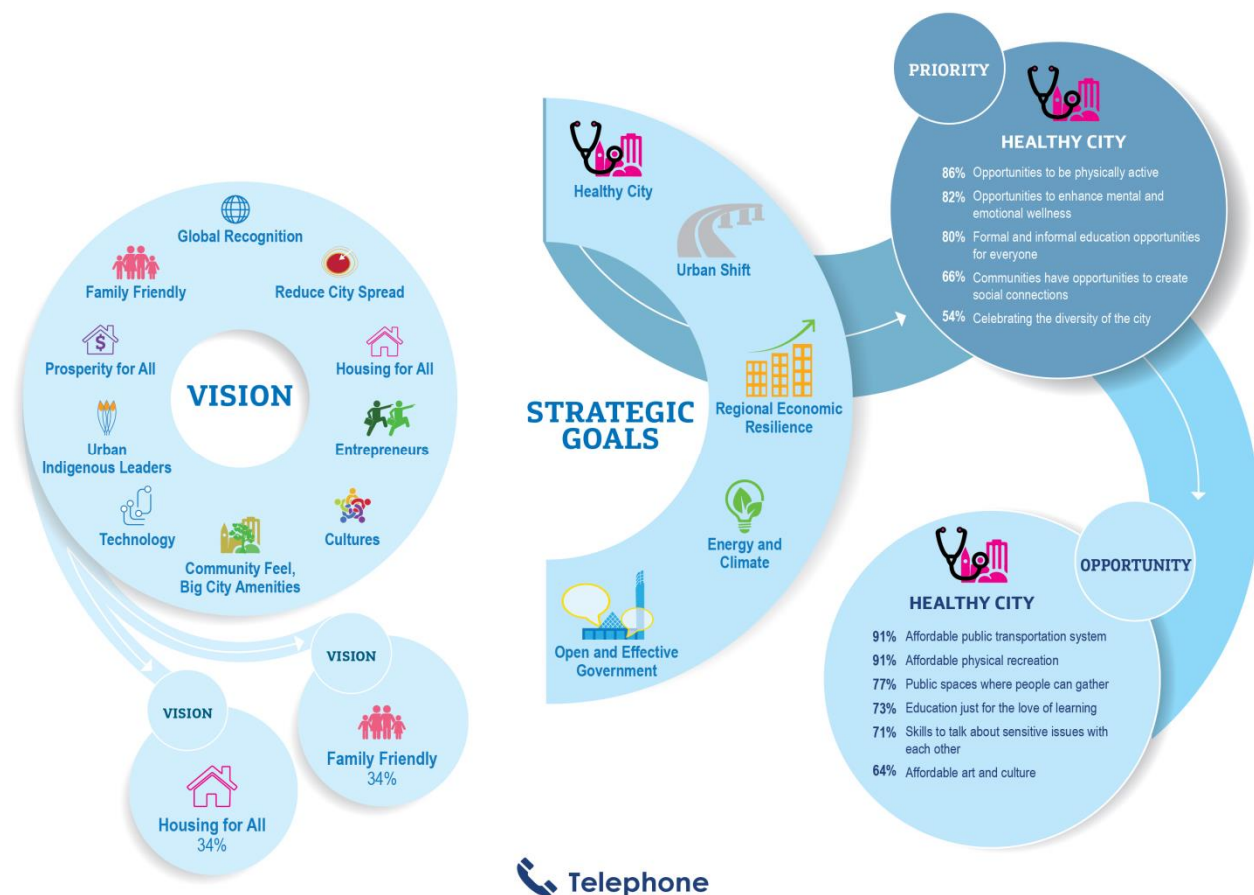 Global Recognition
Family Friendly
Reduce City Spread
Prosperity for All
Housing for All
VISION
Urban
Indigenous Leaders
Entrepreneurs
Technology
Cultures
Community Feel,
Big City Amenities
VISION
Family Friendly
34%
VISION
Housing for All
34%
STRATEGIC
GOALS
Healthy City
Urban Shift
Regional Economic
Resilience
Energy and
Climate
Open and Effective
Government
PRIORITY
HEALTHY CITY
86% Opportunities to be physically active
82% Opportunities to enhance mental and
emotional wellness
80% Formal and informal education opportunities
for everyone
66% Communities have opportunities to create
social connections
54% Celebrating the diversity of the city
OPPORTUNITY
HEALTHY CITY
91% Affordable public transportation system
91% Affordable physical recreation
77% Public spaces where people can gather
73% Education just for the love of learning
71% Skills to talk about sensitive issues with
each other
64% Affordable art and culture
Telephone